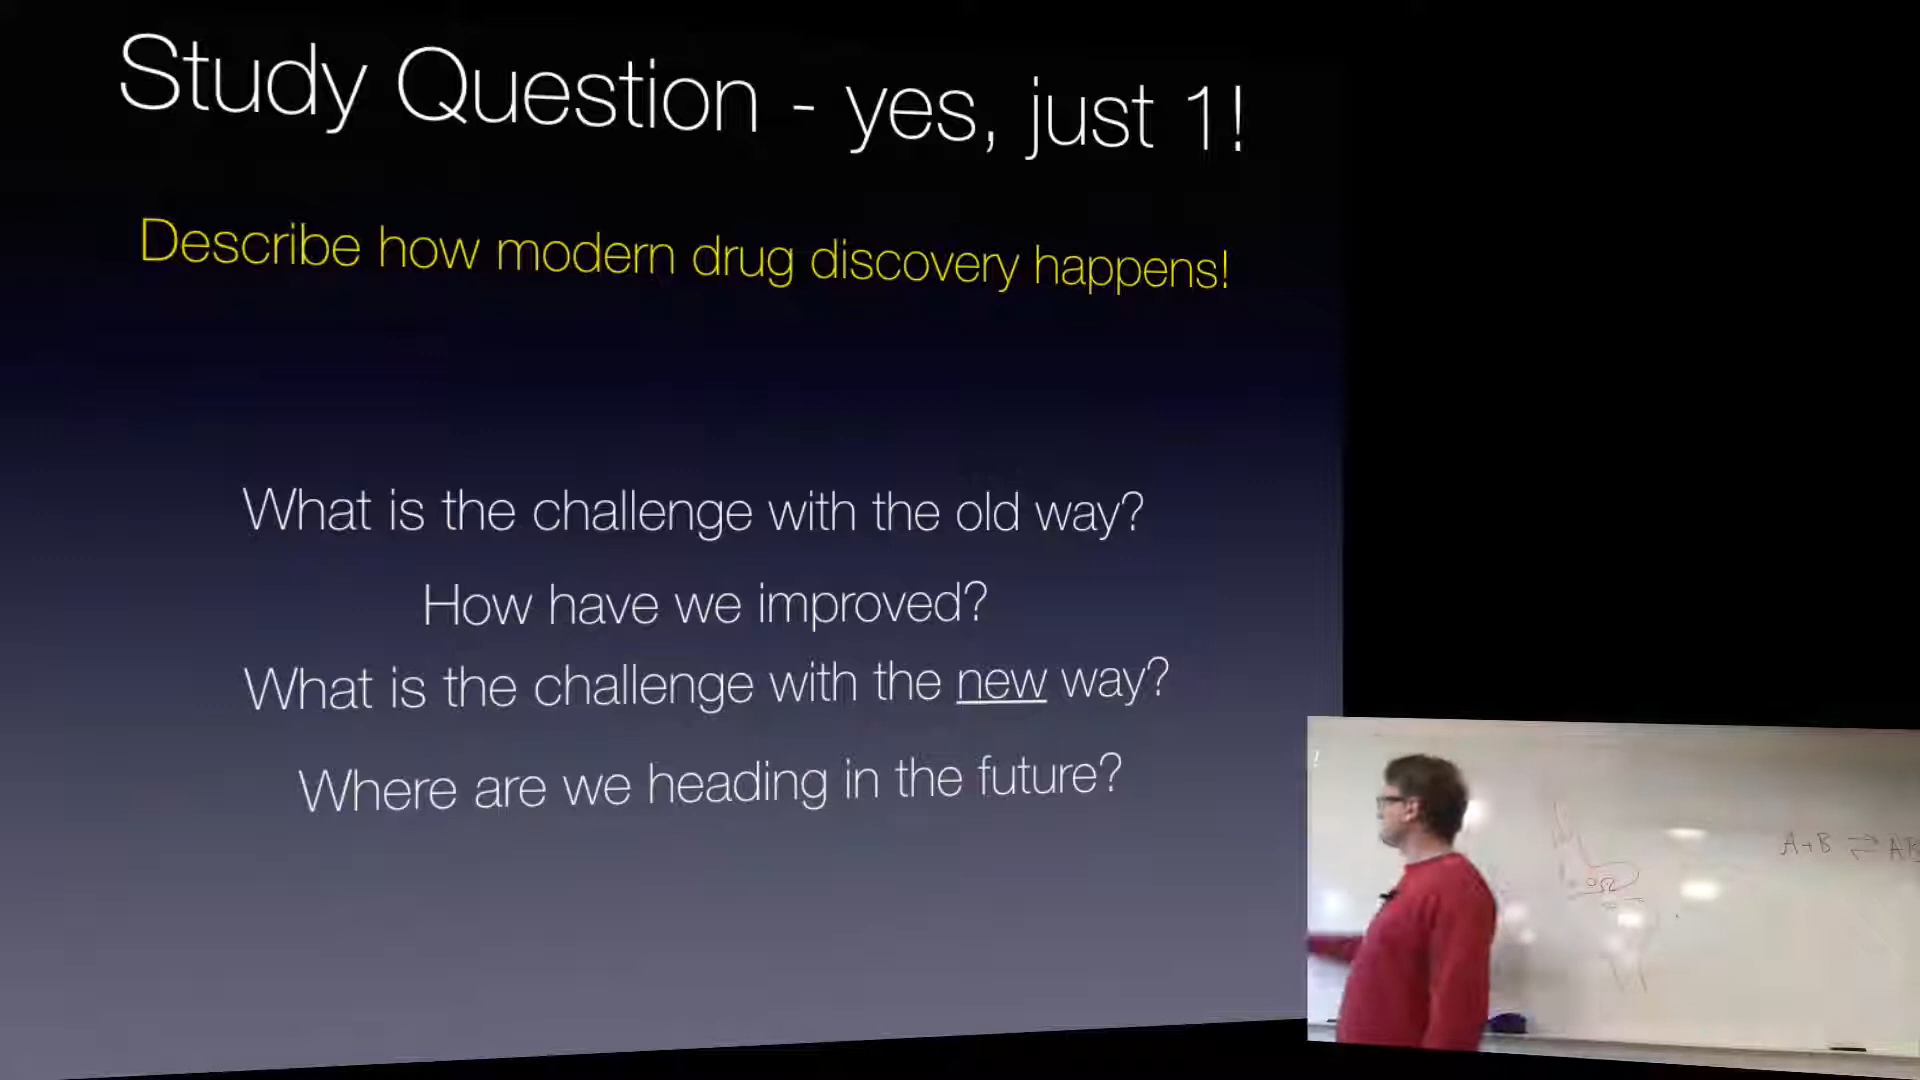 Study Question - yes, just 1!
Describe how modern drug discovery happens!
What is the challenge with the old way?
How have we improved?
What is the challenge with the new way?
Where are we heading in the future?
A+B ⇌ AB